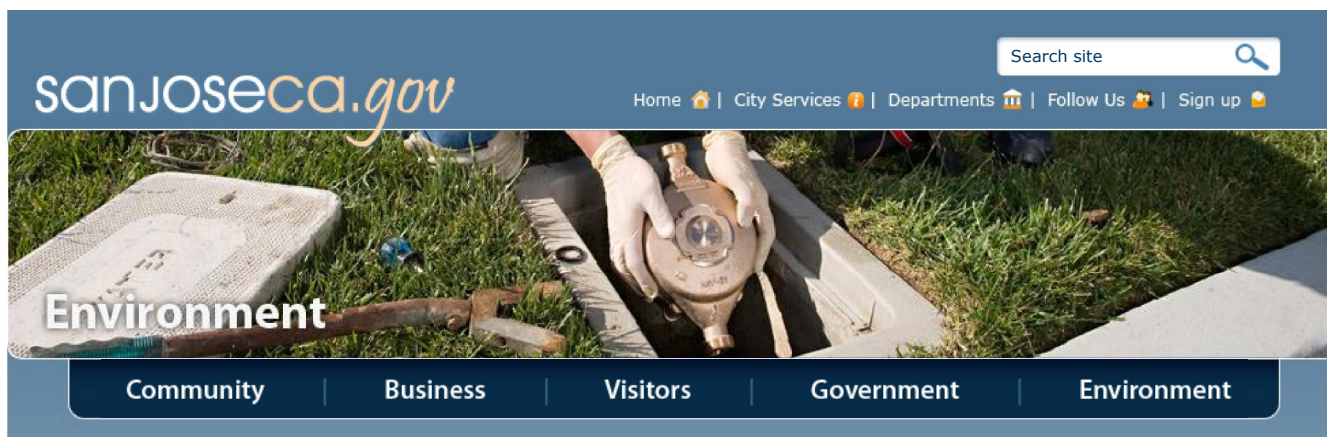 Search site
sanjoseca.gov
Home | City Services | Departments | Follow Us | Sign up
Environment
Community | Business | Visitors | Government | Environment